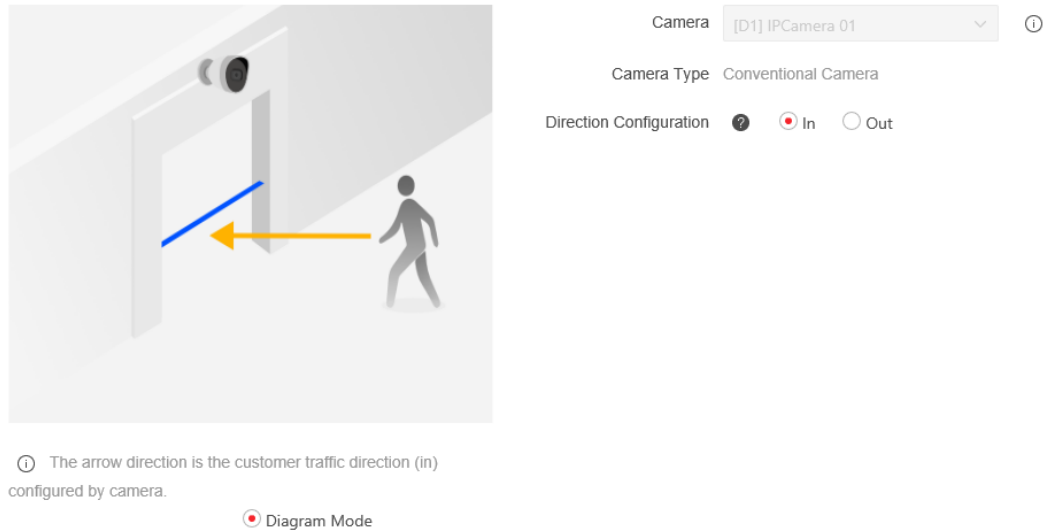 Camera [D1] IPCamera 01
Camera Type Conventional Camera
Direction Configuration ? In Out
The arrow direction is the customer traffic direction (in)
configured by camera.
Diagram Mode